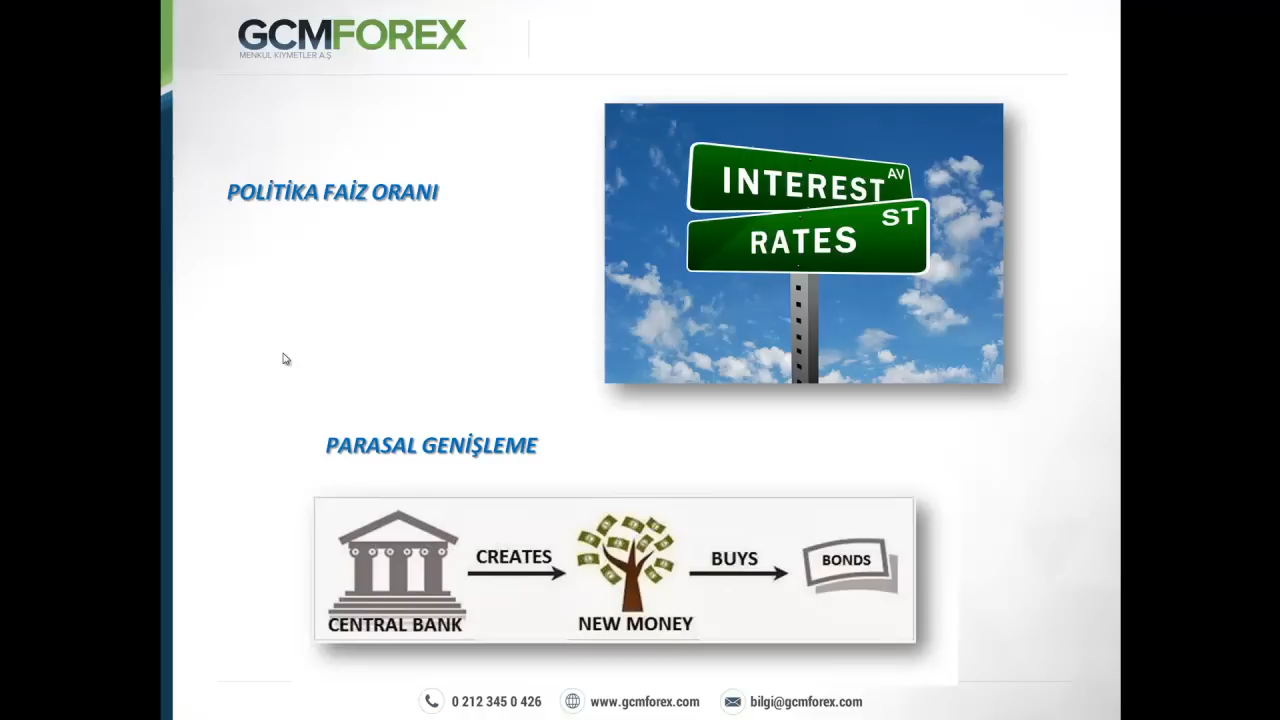 GCMFOREX
MENKUL KIYMETLER A.Ş
POLİTİKA FAİZ ORANI
INTEREST AV
RATES ST
PARASAL GENİŞLEME
CREATES
BUYS
BONDS
CENTRAL BANK
NEW MONEY
0 212 345 0 426
www.gcmforex.com
bilgi@gcmforex.com